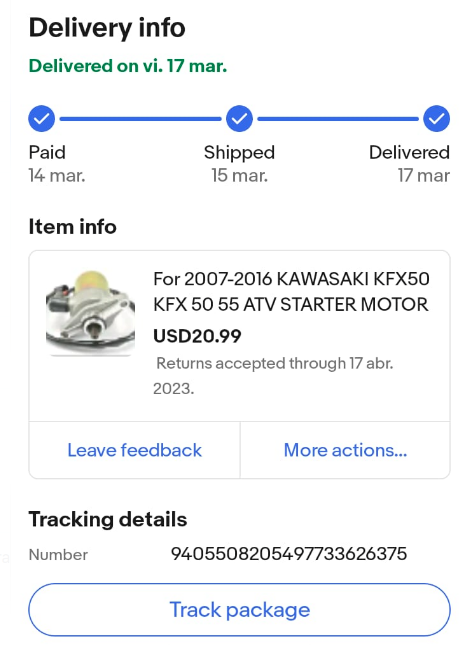 Delivery info
Delivered on vi. 17 mar.
Paid Shipped Delivered
14 mar. 15 mar. 17 mar
Item info
For 2007-2016 KAWASAKI KFX50
KFX 50 55 ATV STARTER MOTOR
USD20.99
Returns accepted through 17 abr.
2023.
Leave feedback More actions...
Tracking details
Number 9405508205497733626375
Track package